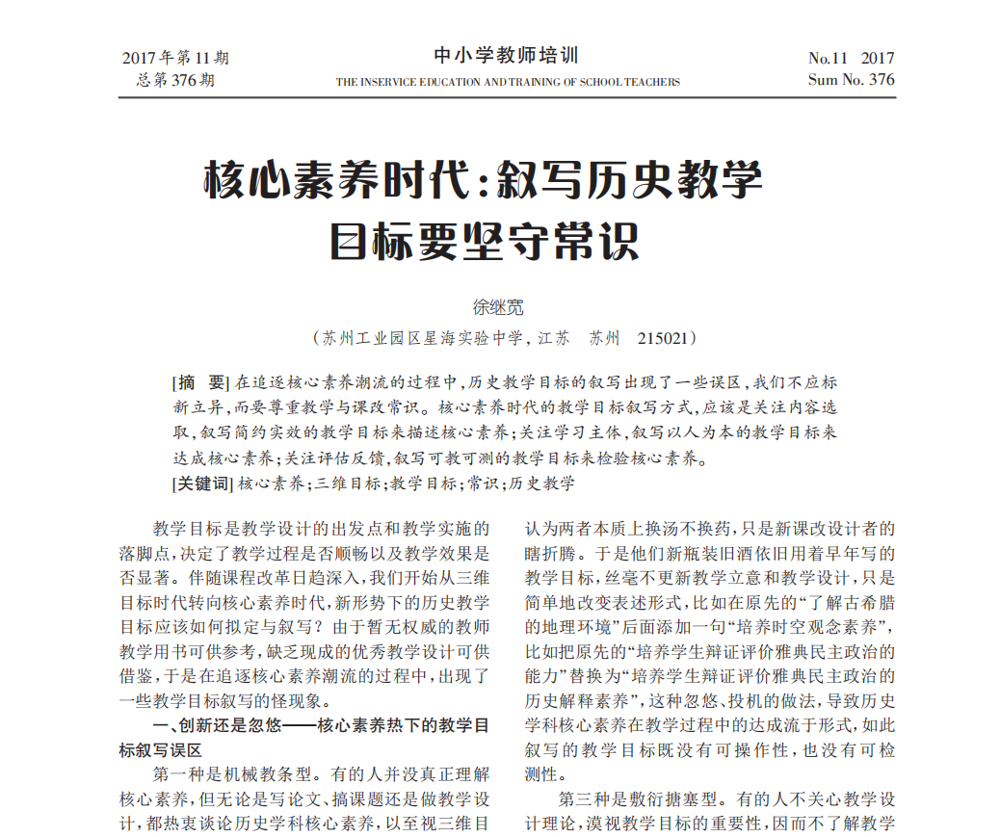 2017年第11期
总第376期
中小学教师培训
THE INSERVICE EDUCATION AND TRAINING OF SCHOOL TEACHERS
No.11 2017
Sum No. 376
核心素养时代:叙写历史教学
目标要坚守常识
徐继宽
(苏州工业园区星海实验中学,江苏 苏州 215021)
[摘 要]在追逐核心素养潮流的过程中,历史教学目标的叙写出现了一些误区,我们不应标
新立异,而要尊重教学与课改常识。核心素养时代的教学目标叙写方式,应该是关注内容选
取,叙写简约实效的教学目标来描述核心素养;关注学习主体,叙写以人为本的教学目标来
达成核心素养;关注评估反馈,叙写可教可测的教学目标来检验核心素养。
[关键词]核心素养;三维目标;教学目标;常识;历史教学
教学目标是教学设计的出发点和教学实施的
落脚点,决定了教学过程是否顺畅以及教学效果是
否显著。伴随课程改革日趋深入,我们开始从三维
目标时代转向核心素养时代,新形势下的历史教学
目标应该如何拟定与叙写?由于暂无权威的教师
教学用书可供参考,缺乏现成的优秀教学设计可供
借鉴,于是在追逐核心素养潮流的过程中,出现了
一些教学目标叙写的怪现象。
一、创新还是忽悠——核心素养热下的教学目
标叙写误区
第一种是机械教条型。有的人并没真正理解
核心素养,但无论是写论文、搞课题还是做教学设
计,都热衷谈论历史学科核心素养,以至视三维目
认为两者本质上换汤不换药,只是新课改设计者的
瞎折腾。于是他们新瓶装旧酒依旧用着早年写的
教学目标,丝毫不更新教学立意和教学设计,只是
简单地改变表述形式,比如在原先的“了解古希腊
的地理环境”后面添加一句“培养时空观念素养”,
比如把原先的“培养学生辩证评价雅典民主政治的
能力”替换为“培养学生辩证评价雅典民主政治的
历史解释素养”,这种忽悠、投机的做法,导致历史
学科核心素养在教学过程中的达成流于形式,如此
叙写的教学目标既没有可操作性,也没有可检
测性。
第三种是敷衍搪塞型。有的人不关心教学设
计理论,漠视教学目标的重要性,因而不了解教学